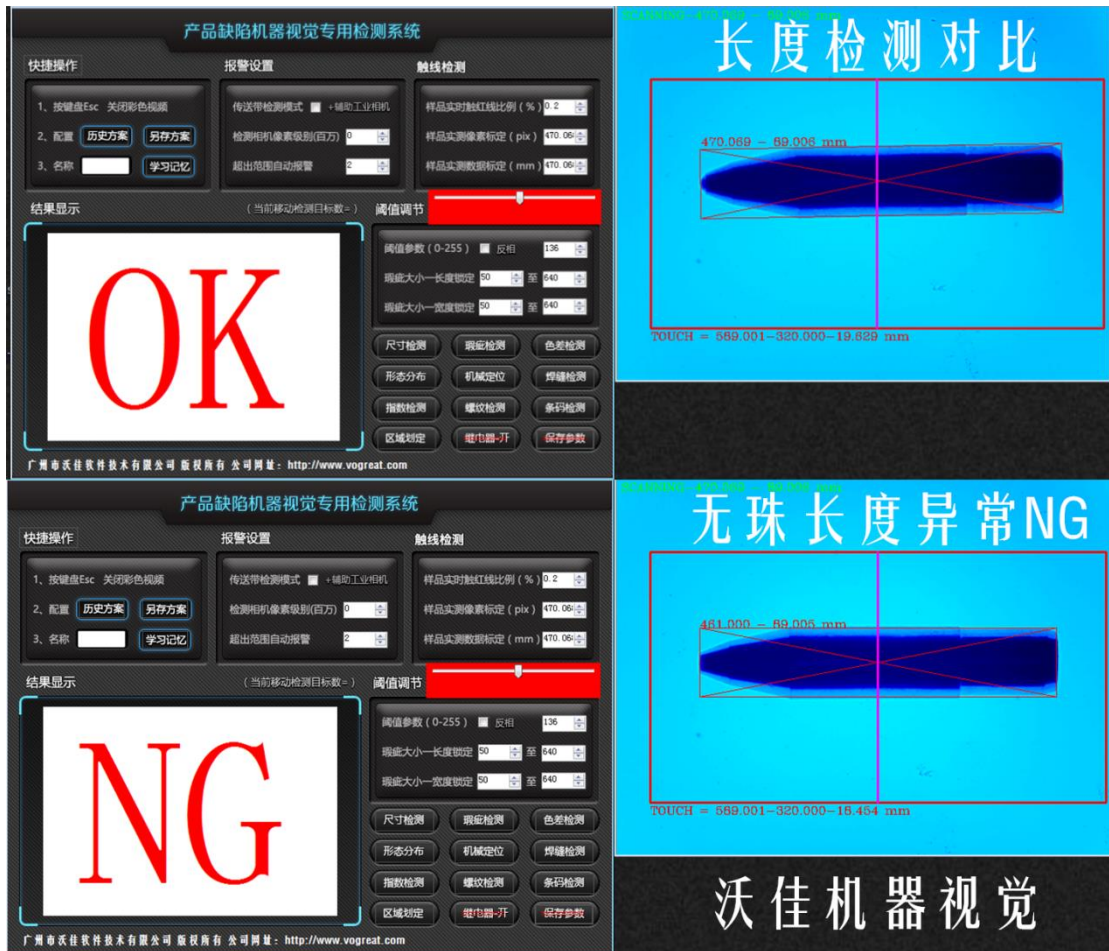 产品缺陷机器视觉专用检测系统
快捷操作
报警设置
触线检测
1、按键盘Esc 关闭彩色视频
2、配置 历史方案 另存方案
3、名称 学习记忆
传送带检测模式 +辅助工业相机
检测相机像素级别(百万) 0
超出范围自动报警 2
样品实时触红线比例(%) 0.2
样品实测像素标定(pix) 470.06
样品实测数据标定(mm) 470.06
结果显示
(当前移动检测目标数=)
阈值调节
OK
阈值参数(0-255) 反相 136
瑕疵大小一长度锁定 50 至 640
瑕疵大小一宽度锁定 50 至 640
尺寸检测 瑕疵检测 色差检测
形态分布 机械定位 焊缝检测
指数检测 螺纹检测 条码检测
区域划定 继电器-开 保存参数
广州市沃佳软件技术有限公司 版权所有 公司网址:http://www.vogreat.com
长度检测对比
470.069 - 69.006 mm
TOUCH = 569.001-320.000-19.629 mm
产品缺陷机器视觉专用检测系统
快捷操作
报警设置
触线检测
1、按键盘Esc 关闭彩色视频
2、配置 历史方案 另存方案
3、名称 学习记忆
传送带检测模式 +辅助工业相机
检测相机像素级别(百万) 0
超出范围自动报警 2
样品实时触红线比例(%) 0.2
样品实测像素标定(pix) 470.06
样品实测数据标定(mm) 470.06
结果显示
(当前移动检测目标数=)
阈值调节
NG
阈值参数(0-255) 反相 136
瑕疵大小一长度锁定 50 至 640
瑕疵大小一宽度锁定 50 至 640
尺寸检测 瑕疵检测 色差检测
形态分布 机械定位 焊缝检测
指数检测 螺纹检测 条码检测
区域划定 继电器-开 保存参数
广州市沃佳软件技术有限公司 版权所有 公司网址:http://www.vogreat.com
无珠长度异常NG
461.000 - 69.005 mm
TOUCH = 569.001-320.000-16.454 mm
沃佳机器视觉